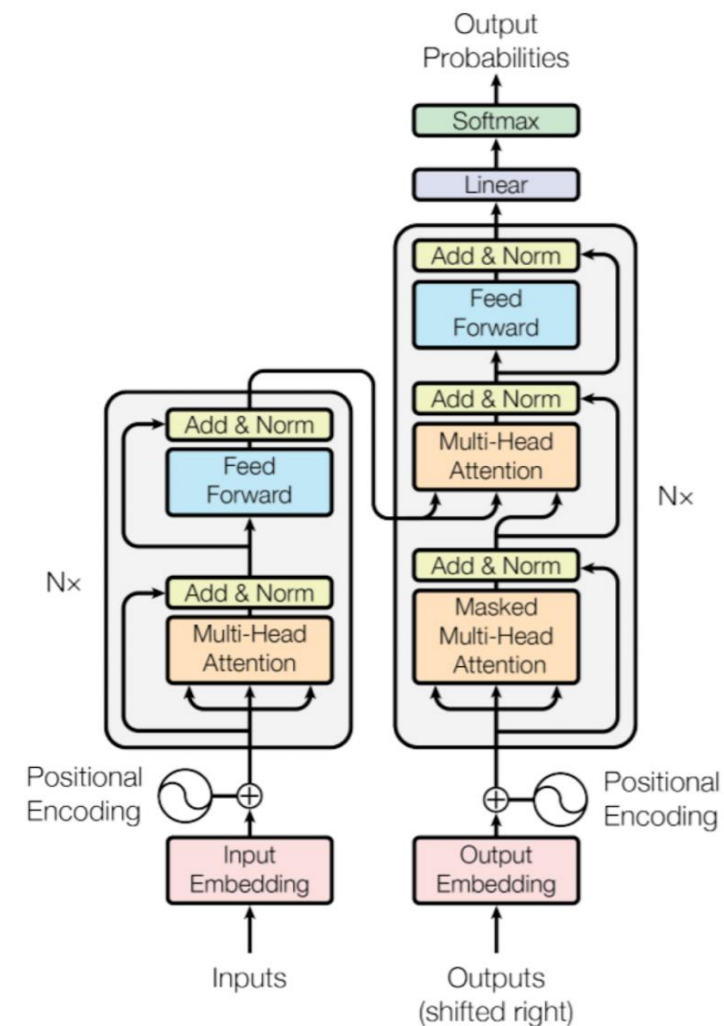 Output
Probabilities
Softmax
Linear
Add & Norm
Feed
Forward
Add & Norm
Multi-Head
Attention
Nx
Add & Norm
Masked
Multi-Head
Attention
Add & Norm
Feed
Forward
Nx
Add & Norm
Multi-Head
Attention
Positional
Encoding
Positional
Encoding
Input
Embedding
Output
Embedding
Inputs
Outputs
(shifted right)